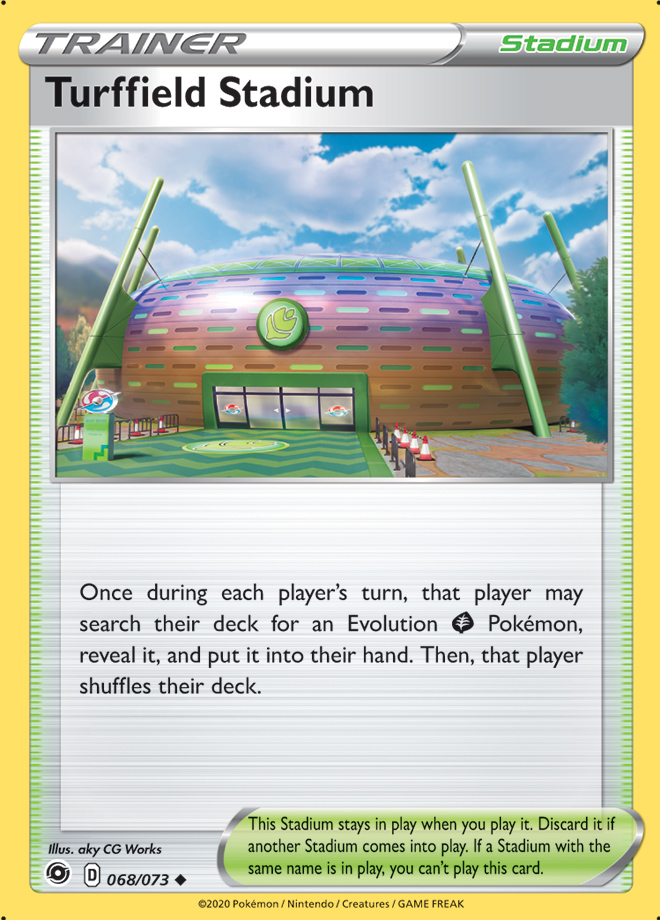 TRAINER
Stadium
Turffield Stadium
Once during each player's turn, that player may
search their deck for an Evolution Pokémon,
reveal it, and put it into their hand. Then, that player
shuffles their deck.
This Stadium stays in play when you play it. Discard it if
another Stadium comes into play. If a Stadium with the
same name is in play, you can't play this card.
Illus. aky CG Works
D 068/073
©2020 Pokémon / Nintendo / Creatures / GAME FREAK